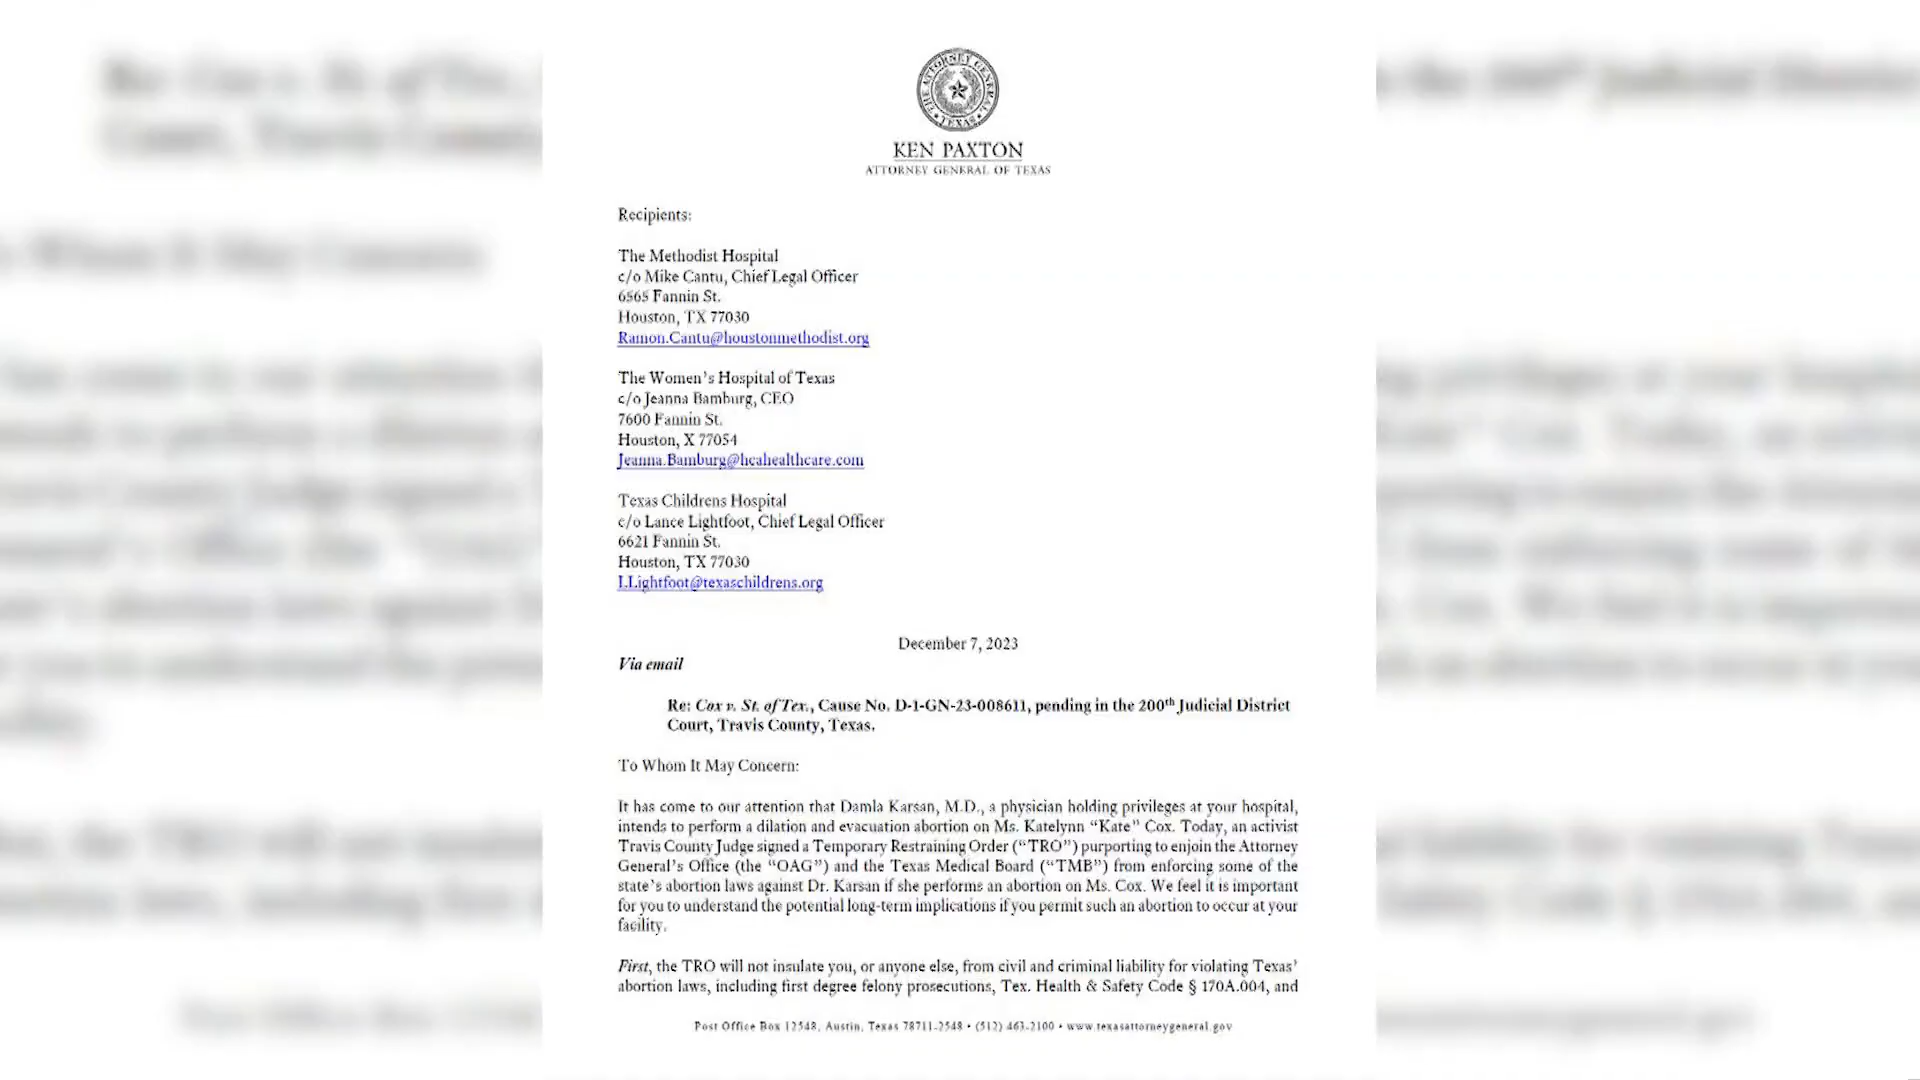 THE ATTORNEY GENERAL
TEXAS
KEN PAXTON
ATTORNEY GENERAL OF TEXAS
Recipients:
The Methodist Hospital
c/o Mike Cantu, Chief Legal Officer
6565 Fannin St.
Houston, TX 77030
Ramon.Cantu@houstonmethodist.org
The Women’s Hospital of Texas
c/o Jeanna Bamburg, CEO
7600 Fannin St.
Houston, X 77054
Jeanna.Bamburg@hcahealthcare.com
Texas Childrens Hospital
c/o Lance Lightfoot, Chief Legal Officer
6621 Fannin St.
Houston, TX 77030
LLightfoot@texaschildrens.org
December 7, 2023
Via email
Re: Cox v. St. of Tex., Cause No. D-1-GN-23-008611, pending in the 200th Judicial District
Court, Travis County, Texas.
To Whom It May Concern:
It has come to our attention that Damla Karsan, M.D., a physician holding privileges at your hospital,
intends to perform a dilation and evacuation abortion on Ms. Katelynn “Kate” Cox. Today, an activist
Travis County Judge signed a Temporary Restraining Order (“TRO”) purporting to enjoin the Attorney
General’s Office (the “OAG”) and the Texas Medical Board (“TMB”) from enforcing some of the
state’s abortion laws against Dr. Karsan if she performs an abortion on Ms. Cox. We feel it is important
for you to understand the potential long-term implications if you permit such an abortion to occur at your
facility.
First, the TRO will not insulate you, or anyone else, from civil and criminal liability for violating Texas’
abortion laws, including first degree felony prosecutions, Tex. Health & Safety Code § 170A.004, and
Post Office Box 12548, Austin, Texas 78711-2548 • (512) 463-2100 • www.texasattorneygeneral.gov